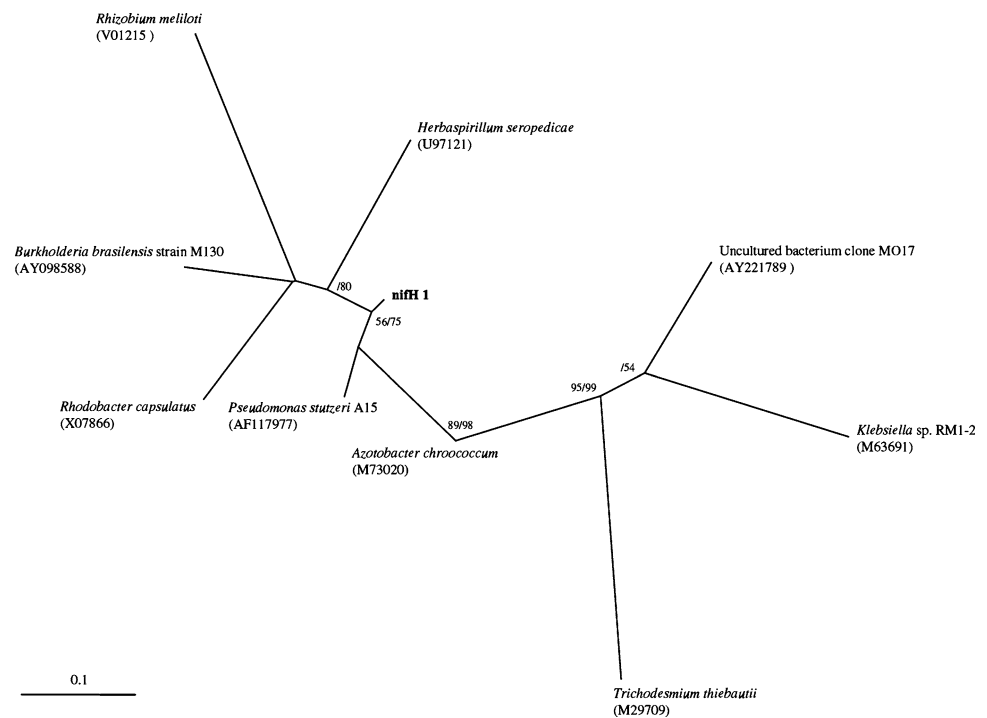 Rhizobium meliloti
(V01215 )
Herbaspirillum seropedicae
(U97121)
Burkholderia brasilensis strain M130
(AY098588)
Uncultured bacterium clone MO17
(AY221789 )
/80
nifH 1
56/75
/54
95/99
Rhodobacter capsulatus
(X07866)
Pseudomonas stutzeri A15
(AF117977)
89/98
Azotobacter chroococcum
(M73020)
Klebsiella sp. RM1-2
(M63691)
0.1
Trichodesmium thiebautii
(M29709)